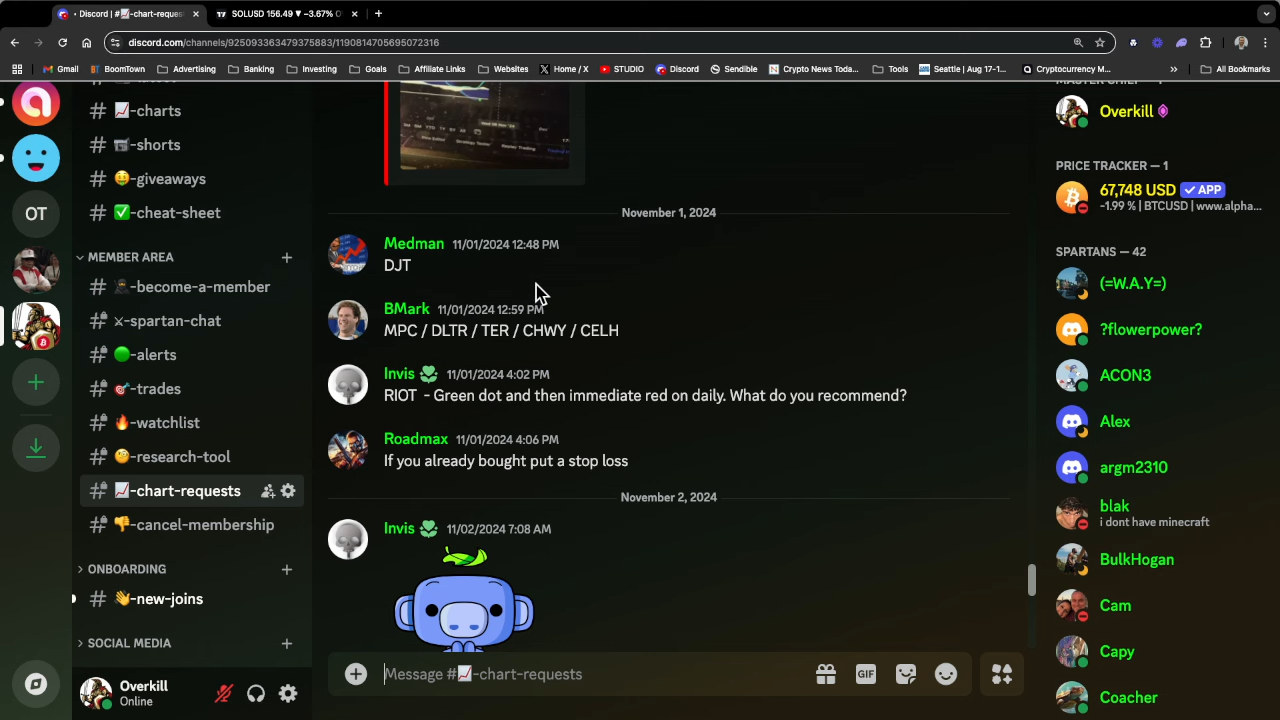 Discord | #📈-chart-reques
SOLUSD 156.49 ▼ −3.67%
discord.com/channels/925093363479375883/1190814705695072316
Gmail
BoomTown
Advertising
Banking
Investing
Goals
Affiliate Links
Websites
Home / X
STUDIO
Discord
Sendible
Crypto News Toda...
Tools
Seattle | Aug 17-1...
Cryptocurrency M...
All Bookmarks
# 📈-charts
# 📹-shorts
# 🤑-giveaways
# ✅-cheat-sheet
OT
MEMBER AREA
# 🥷-become-a-member
# ⚔-spartan-chat
# 🟢-alerts
# 🎯-trades
# 🔥-watchlist
# 🧐-research-tool
# 📈-chart-requests
# 👎-cancel-membership
ONBOARDING
# 👋-new-joins
SOCIAL MEDIA
Overkill
Online
November 1, 2024
Medman 11/01/2024 12:48 PM
DJT
BMark 11/01/2024 12:59 PM
MPC / DLTR / TER / CHWY / CELH
Invis 11/01/2024 4:02 PM
RIOT - Green dot and then immediate red on daily. What do you recommend?
Roadmax 11/01/2024 4:06 PM
If you already bought put a stop loss
November 2, 2024
Invis 11/02/2024 7:08 AM
Message #📈-chart-requests
GIF
Overkill
PRICE TRACKER — 1
67,748 USD ✓ APP
-1.99 % | BTCUSD | www.alpha...
SPARTANS — 42
(=W.A.Y=)
?flowerpower?
ACON3
Alex
argm2310
blak
i dont have minecraft
BulkHogan
Cam
Capy
Coacher